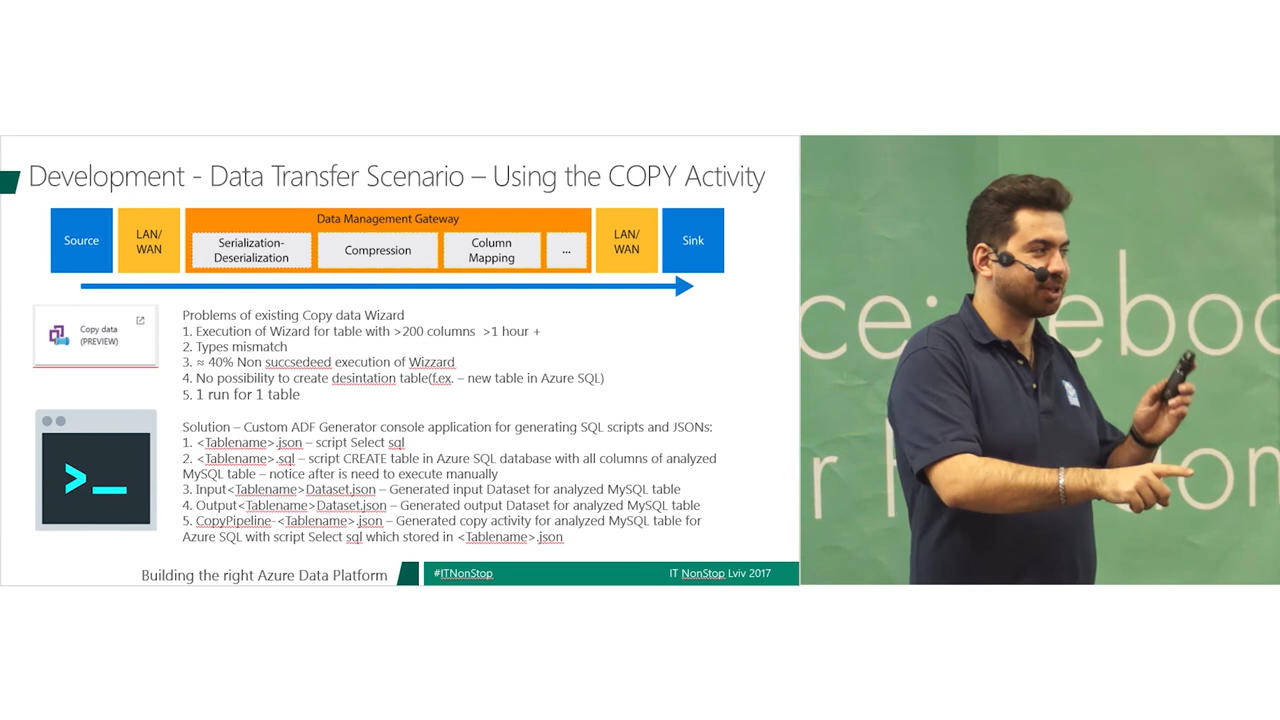 Development - Data Transfer Scenario – Using the COPY Activity
Source
LAN/
WAN
Data Management Gateway
Serialization-
Deserialization
Compression
Column
Mapping
...
LAN/
WAN
Sink
Copy data
(PREVIEW)
Problems of existing Copy data Wizard
1. Execution of Wizard for table with >200 columns >1 hour +
2. Types mismatch
3. ≈ 40% Non succsedeed execution of Wizzard
4. No possibility to create desintation table(f.ex. – new table in Azure SQL)
5. 1 run for 1 table
>_
Solution – Custom ADF Generator console application for generating SQL scripts and JSONs:
1. <Tablename>.json – script Select sql
2. <Tablename>.sql – script CREATE table in Azure SQL database with all columns of analyzed
MySQL table – notice after is need to execute manually
3. Input<Tablename>Dataset.json – Generated input Dataset for analyzed MySQL table
4. Output<Tablename>Dataset.json – Generated output Dataset for analyzed MySQL table
5. CopyPipeline-<Tablename>.json – Generated copy activity for analyzed MySQL table for
Azure SQL with script Select sql which stored in <Tablename>.json
Building the right Azure Data Platform
#ITNonStop
IT NonStop Lviv 2017
ce:
eboo
r